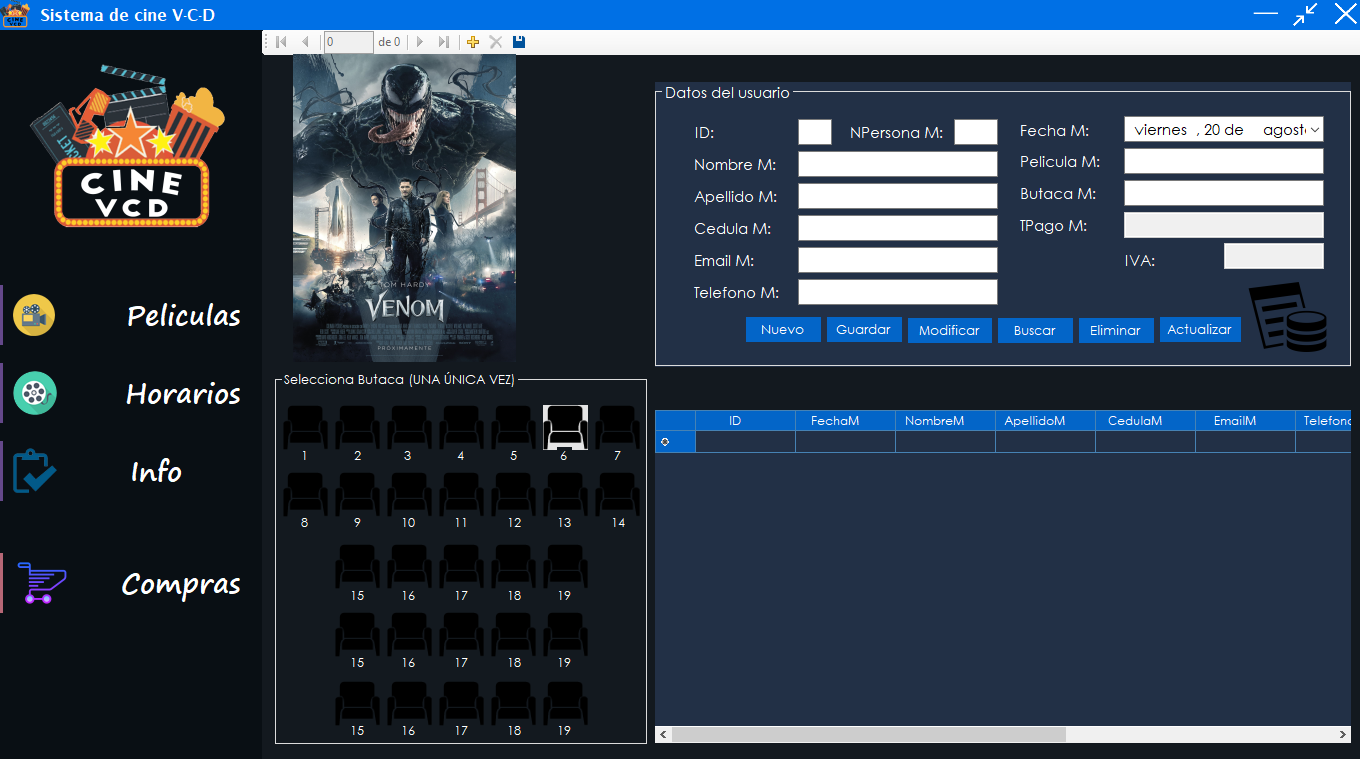 Sistema de cine V-C-D
0 de 0
CINE
VCD
TICKET
Peliculas
Horarios
Info
Compras
TOM HARDY
VENOM
PRÓXIMAMENTE
Selecciona Butaca (UNA ÚNICA VEZ)
1 2 3 4 5 6 7
8 9 10 11 12 13 14
15 16 17 18 19
15 16 17 18 19
15 16 17 18 19
Datos del usuario
ID: NPersona M:
Nombre M:
Apellido M:
Cedula M:
Email M:
Telefono M:
Fecha M: viernes , 20 de agost
Pelicula M:
Butaca M:
TPago M:
IVA:
Nuevo Guardar Modificar Buscar Eliminar Actualizar
ID FechaM NombreM ApellidoM CedulaM EmailM Telefono